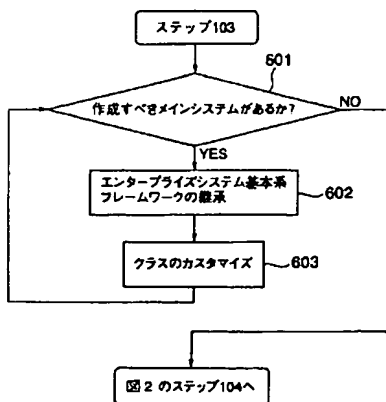 ステップ103
601
作成すべきメインシステムがあるか?
NO
YES
エンタープライズシステム基本系
フレームワークの継承
602
クラスのカスタマイズ
603
図2 のステップ104へ